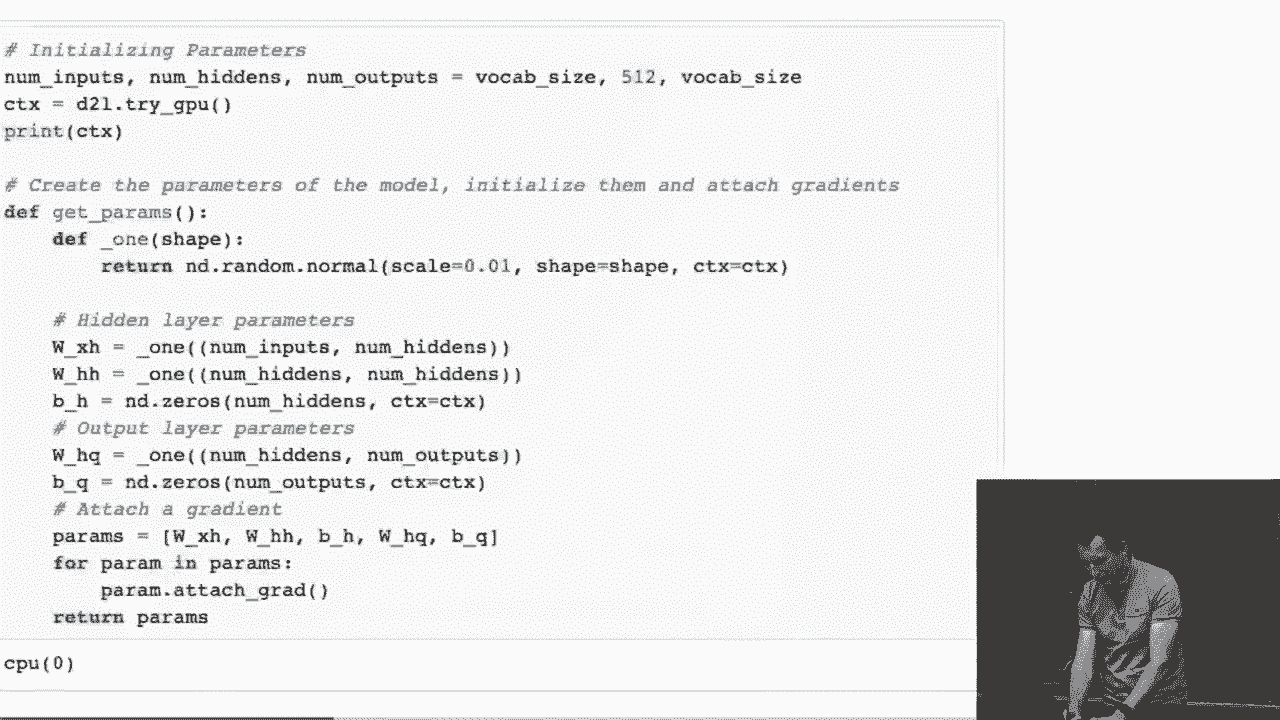 # Initializing Parameters
num_inputs, num_hiddens, num_outputs = vocab_size, 512, vocab_size
ctx = d2l.try_gpu()
print(ctx)
# Create the parameters of the model, initialize them and attach gradients
def get_params():
    def _one(shape):
        return nd.random.normal(scale=0.01, shape=shape, ctx=ctx)
    # Hidden layer parameters
    W_xh = _one((num_inputs, num_hiddens))
    W_hh = _one((num_hiddens, num_hiddens))
    b_h = nd.zeros(num_hiddens, ctx=ctx)
    # Output layer parameters
    W_hq = _one((num_hiddens, num_outputs))
    b_q = nd.zeros(num_outputs, ctx=ctx)
    # Attach a gradient
    params = [W_xh, W_hh, b_h, W_hq, b_q]
    for param in params:
        param.attach_grad()
    return params
cpu(0)